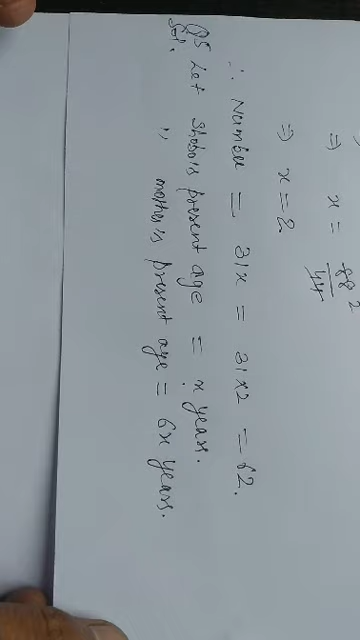 ⇒ x = 88 2 / 44
⇒ x = 2
∴ Number = 31x = 31x2 = 62.
Q5 Let Shobo's present age = x years.
Sol. " mother's present age = 6x years.